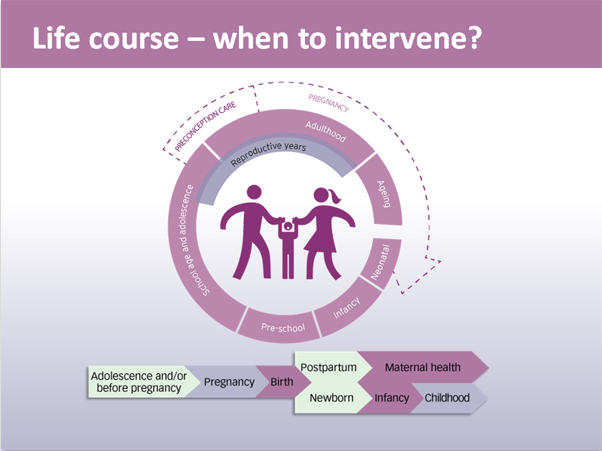 Life course – when to intervene?
PRECONCEPTION CARE
PREGNANCY
Adulthood
Reproductive years
Ageing
School age and adolescence
Neonatal
Infancy
Pre-school
Adolescence and/or
before pregnancy
Pregnancy
Birth
Postpartum
Maternal health
Newborn
Infancy
Childhood